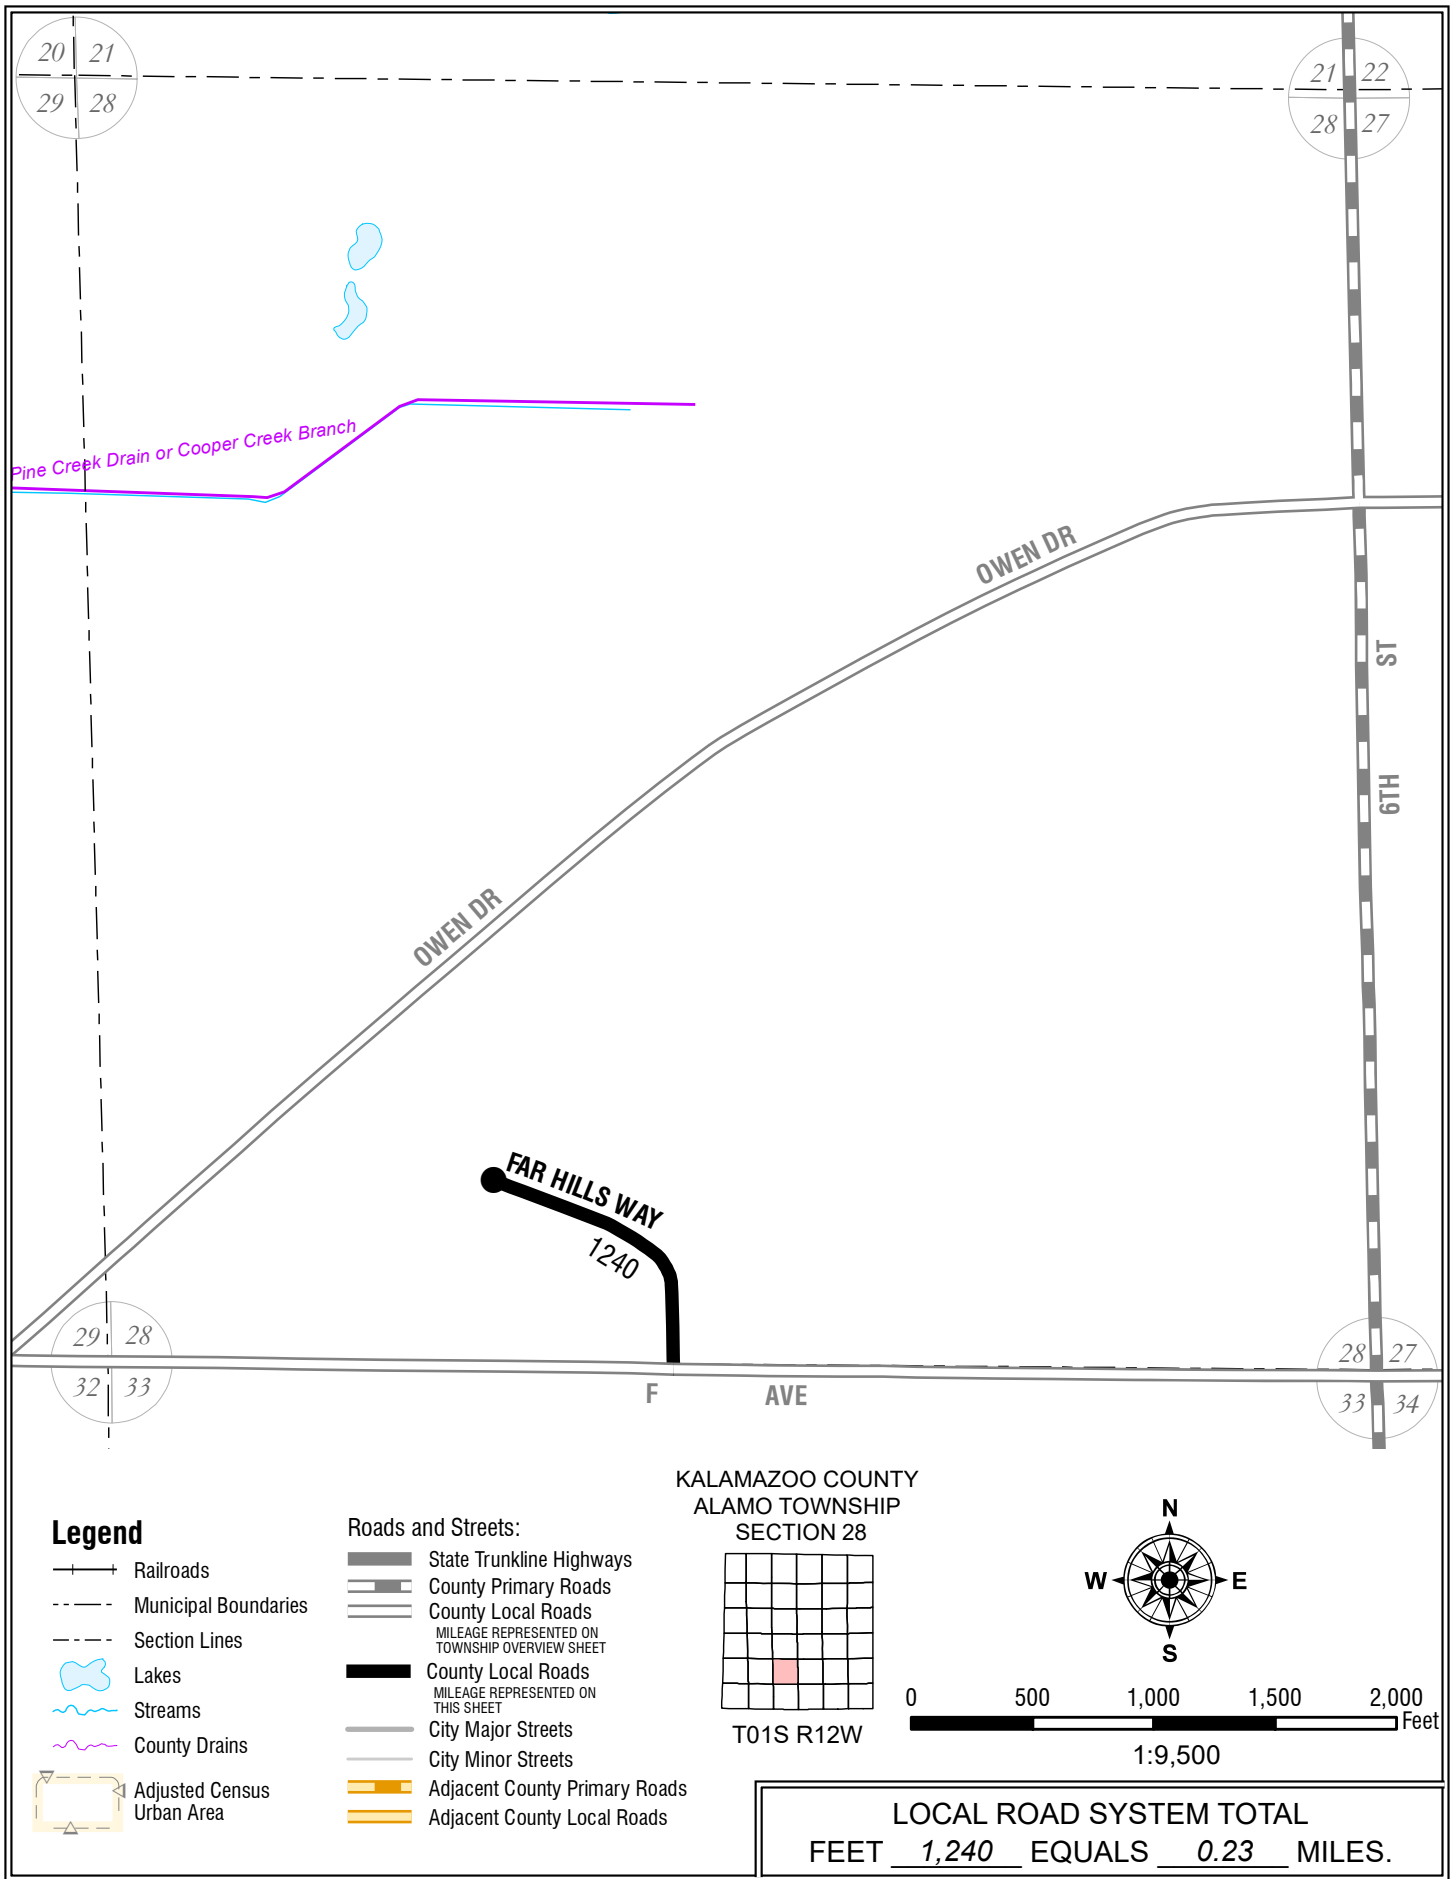 20 21
29 28
21 22
28 27
Pine Creek Drain or Cooper Creek Branch
OWEN DR
ST
6TH
OWEN DR
FAR HILLS WAY
1240
29 28
32 33
28 27
33 34
F AVE
Legend
Railroads
Municipal Boundaries
Section Lines
Lakes
Streams
County Drains
Adjusted Census
Urban Area
Roads and Streets:
State Trunkline Highways
County Primary Roads
County Local Roads
MILEAGE REPRESENTED ON
TOWNSHIP OVERVIEW SHEET
County Local Roads
MILEAGE REPRESENTED ON
THIS SHEET
City Major Streets
City Minor Streets
Adjacent County Primary Roads
Adjacent County Local Roads
KALAMAZOO COUNTY
ALAMO TOWNSHIP
SECTION 28
T01S R12W
N
W E
S
0 500 1,000 1,500 2,000
Feet
1:9,500
LOCAL ROAD SYSTEM TOTAL
FEET 1,240 EQUALS 0.23 MILES.